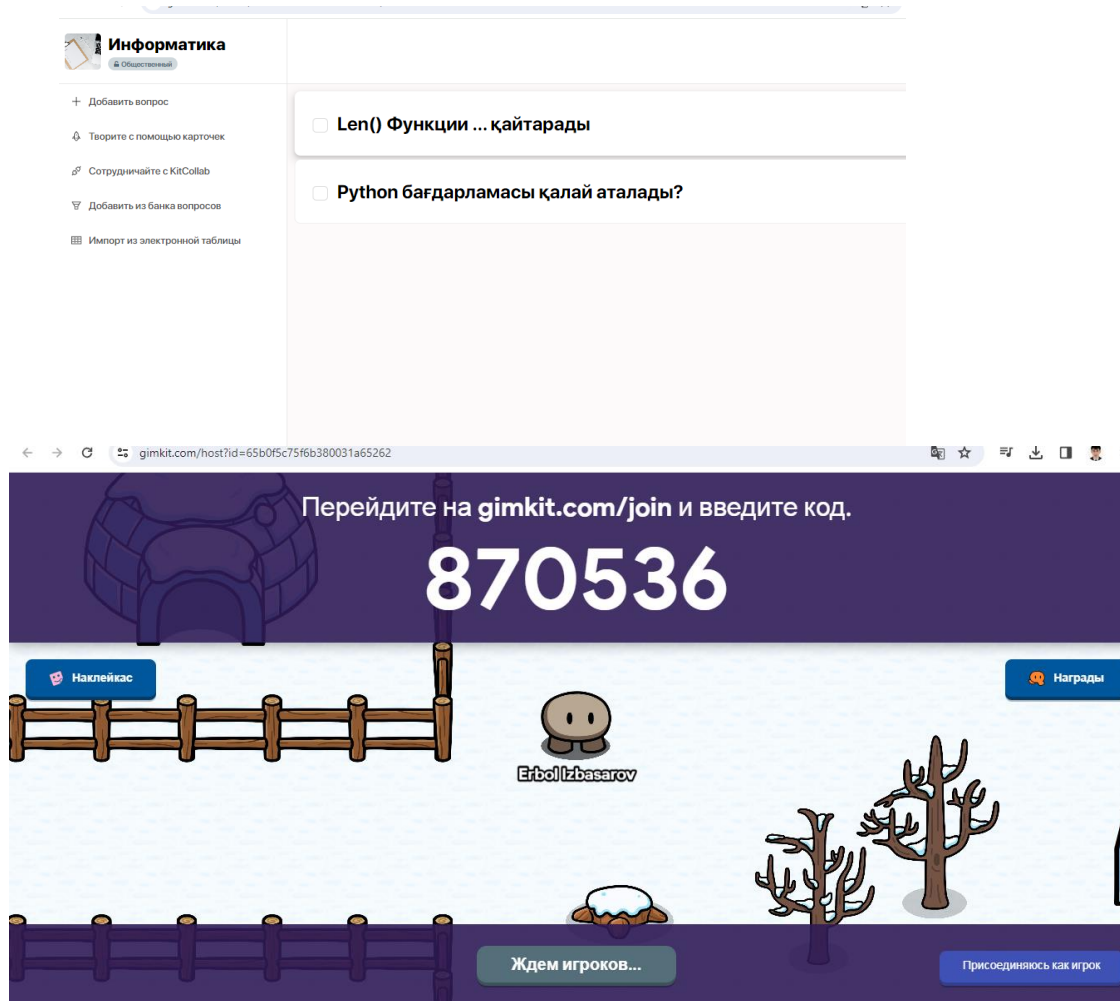 Информатика
Общественный
Добавить вопрос
Творите с помощью карточек
Сотрудничайте с KitCollab
Добавить из банка вопросов
Импорт из электронной таблицы
Len() Функции ... қайтарады
Python бағдарламасы қалай аталады?
gimkit.com/host?id=65b0f5c75f6b380031a65262
Перейдите на gimkit.com/join и введите код.
870536
Наклейкас
Награды
Erbol Izbasarov
Ждем игроков...
Присоединяюсь как игрок